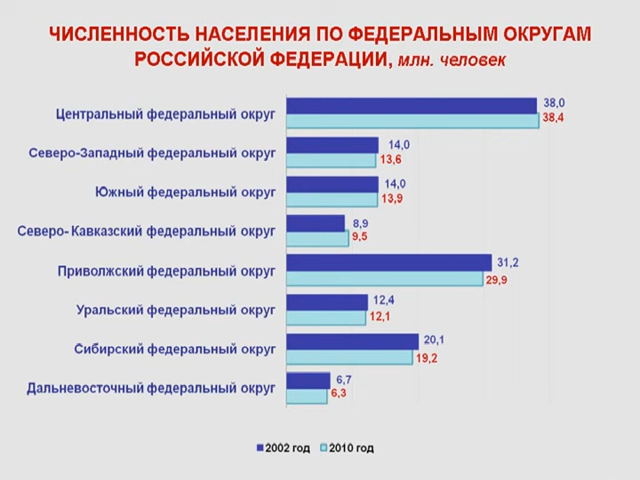 ЧИСЛЕННОСТЬ НАСЕЛЕНИЯ ПО ФЕДЕРАЛЬНЫМ ОКРУГАМ
РОССИЙСКОЙ ФЕДЕРАЦИИ, млн. человек
Центральный федеральный округ
38,0
38,4
Северо-Западный федеральный округ
14,0
13,6
Южный федеральный округ
14,0
13,9
Северо- Кавказский федеральный округ
8,9
9,5
Приволжский федеральный округ
31,2
29,9
Уральский федеральный округ
12,4
12,1
Сибирский федеральный округ
20,1
19,2
Дальневосточный федеральный округ
6,7
6,3
2002 год 2010 год